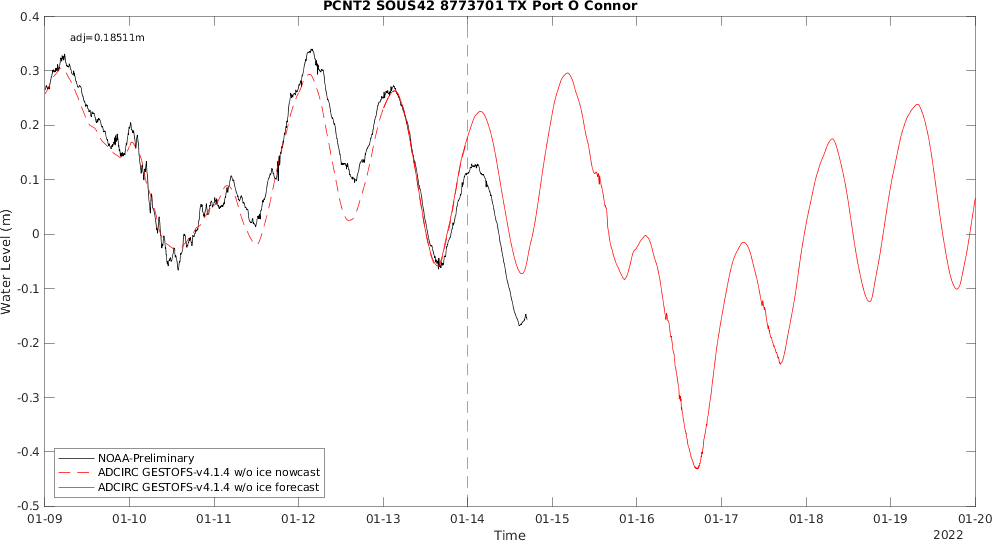 PCNT2 SOUS42 8773701 TX Port O Connor
adj=0.18511m
0.4
0.3
0.2
0.1
0
-0.1
-0.2
-0.3
-0.4
-0.5
Water Level (m)
NOAA-Preliminary
ADCIRC GESTOFS-v4.1.4 w/o ice nowcast
ADCIRC GESTOFS-v4.1.4 w/o ice forecast
01-09 01-10 01-11 01-12 01-13 01-14 01-15 01-16 01-17 01-18 01-19 01-20
Time
2022